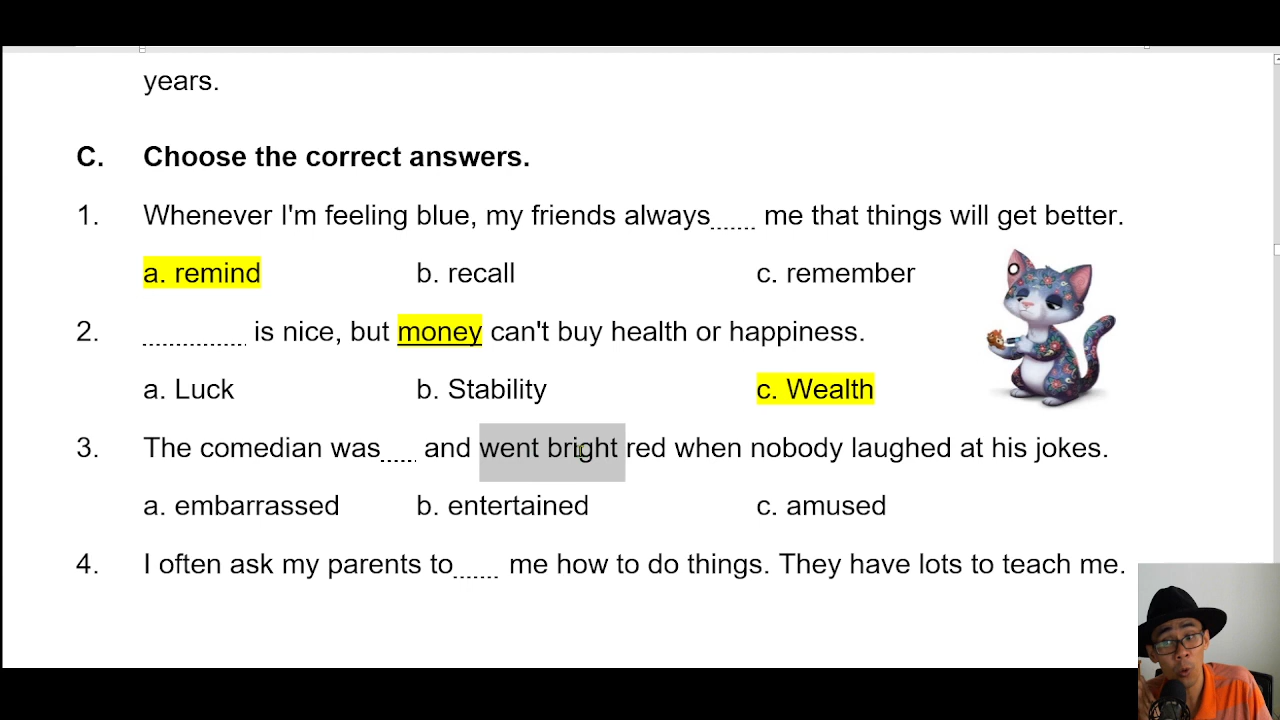 years.
C. Choose the correct answers.
1. Whenever I'm feeling blue, my friends always...... me that things will get better.
a. remind b. recall c. remember
2. .............. is nice, but money can't buy health or happiness.
a. Luck b. Stability c. Wealth
3. The comedian was..... and went bright red when nobody laughed at his jokes.
a. embarrassed b. entertained c. amused
4. I often ask my parents to...... me how to do things. They have lots to teach me.